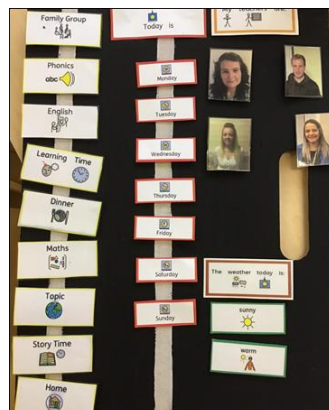 Family Group
Phonics
abc
English
Learning Time
Dinner
Maths
Topic
Story Time
Home
Today is
Monday
Tuesday
Wednesday
Thursday
Friday
Saturday
Sunday
My teachers are:
The weather today is:
sunny
warm